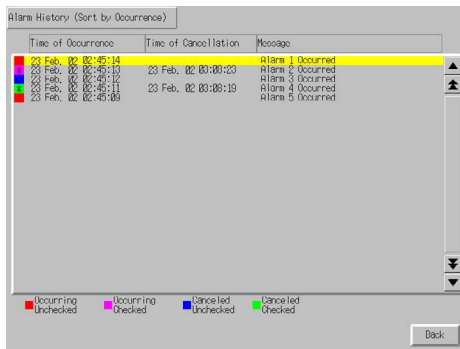 Alarm History (Sort by Occurrence)
Time of Occurrence Time of Cancellation Message
23 Feb. 02 02:45:14 Alarm 1 Occurred
23 Feb. 02 02:45:13 23 Feb. 02 03:08:23 Alarm 2 Occurred
23 Feb. 02 02:45:12 Alarm 3 Occurred
23 Feb. 02 02:45:11 23 Feb. 02 03:08:19 Alarm 4 Occurred
23 Feb. 02 02:45:09 Alarm 5 Occurred
Occurring Occurring Canceled Canceled
Unchecked Checked Unchecked Checked
Back